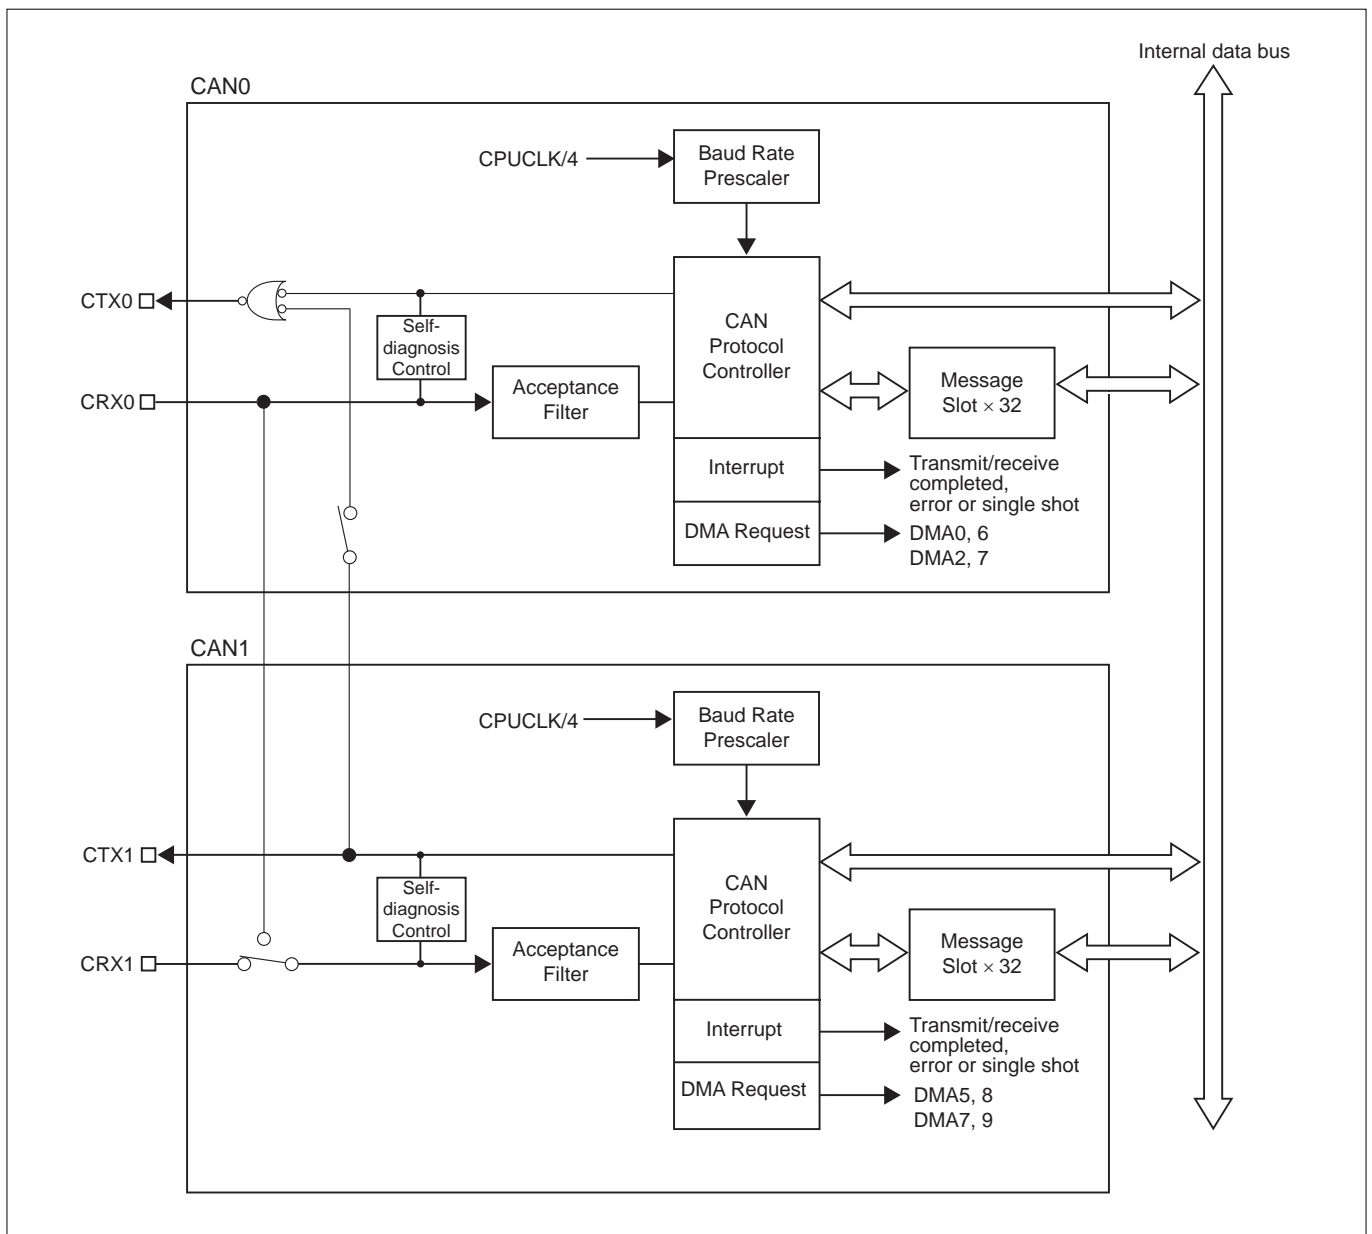 Internal data bus
CAN0
CPUCLK/4
Baud Rate
Prescaler
CTX0
Self-
diagnosis
Control
CAN
Protocol
Controller
CRX0
Acceptance
Filter
Message
Slot × 32
Interrupt
Transmit/receive
completed,
error or single shot
DMA Request
DMA0, 6
DMA2, 7
CAN1
CPUCLK/4
Baud Rate
Prescaler
CTX1
Self-
diagnosis
Control
CAN
Protocol
Controller
CRX1
Acceptance
Filter
Message
Slot × 32
Interrupt
Transmit/receive
completed,
error or single shot
DMA Request
DMA5, 8
DMA7, 9